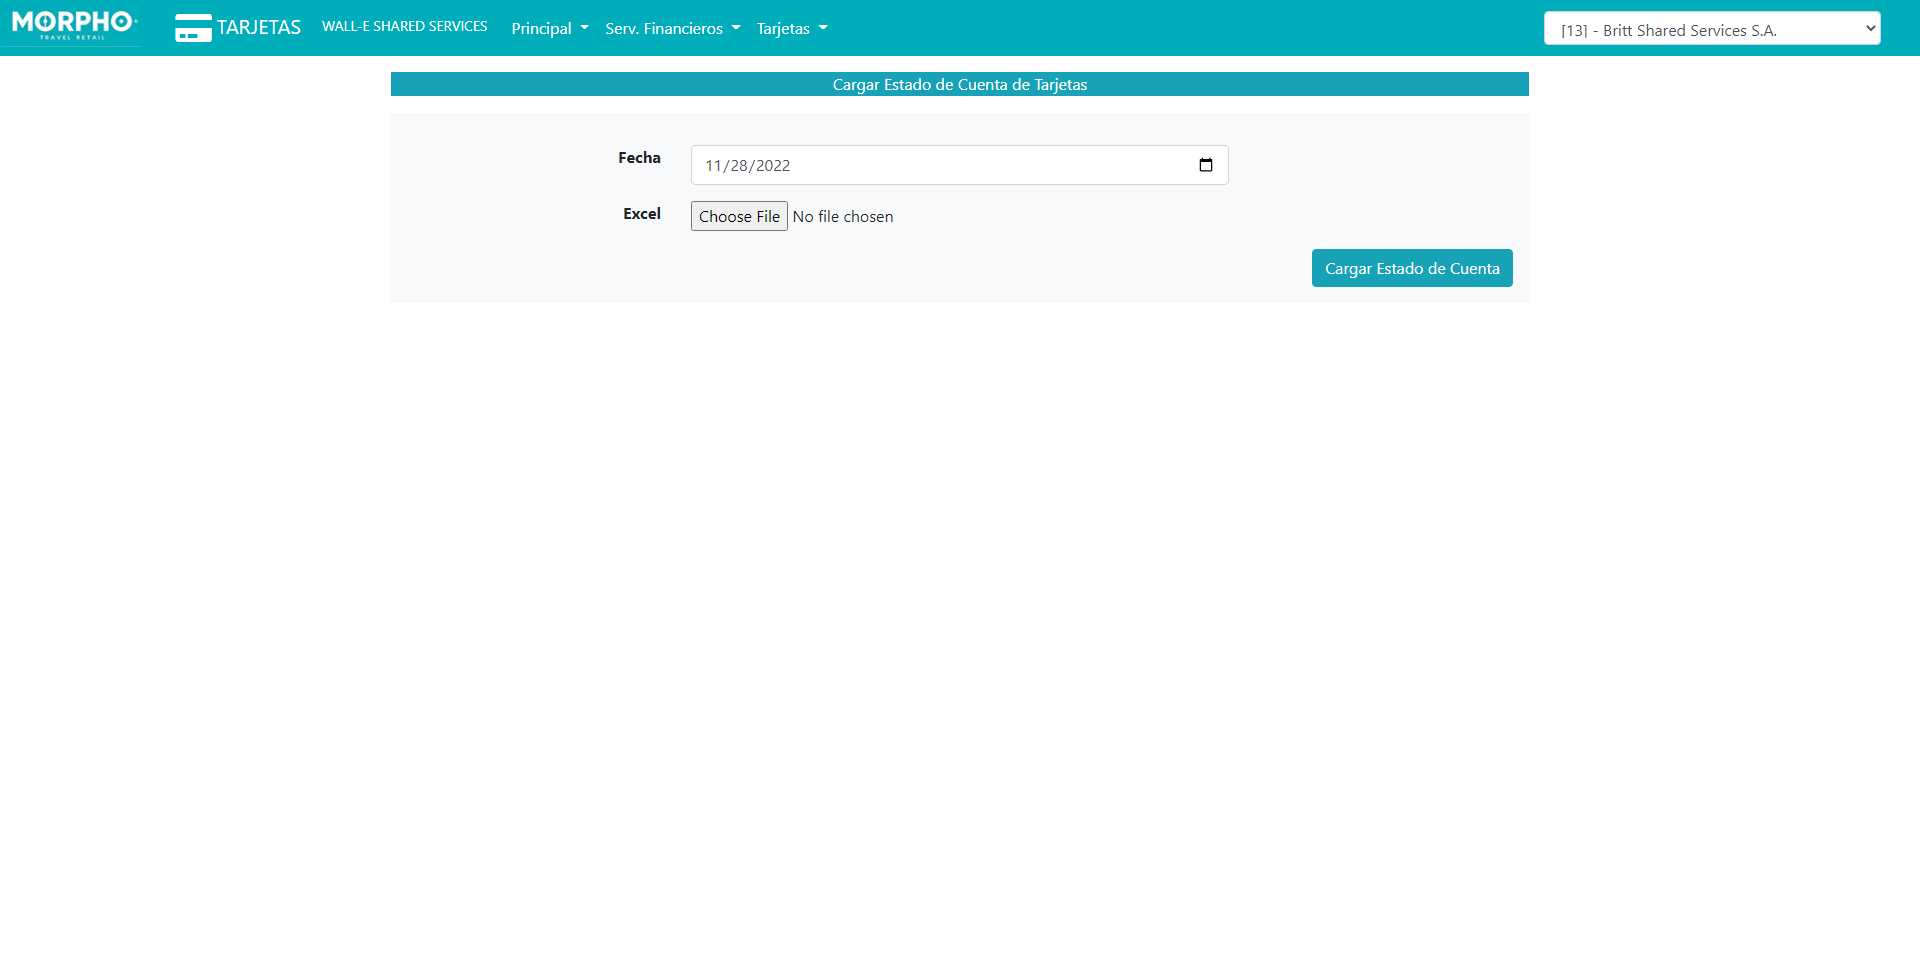 MORPHO
TRAVEL RETAIL
TARJETAS
WALL-E SHARED SERVICES
Principal
Serv. Financieros
Tarjetas
[13] - Britt Shared Services S.A.
Cargar Estado de Cuenta de Tarjetas
Fecha
11/28/2022
Excel
Choose File No file chosen
Cargar Estado de Cuenta